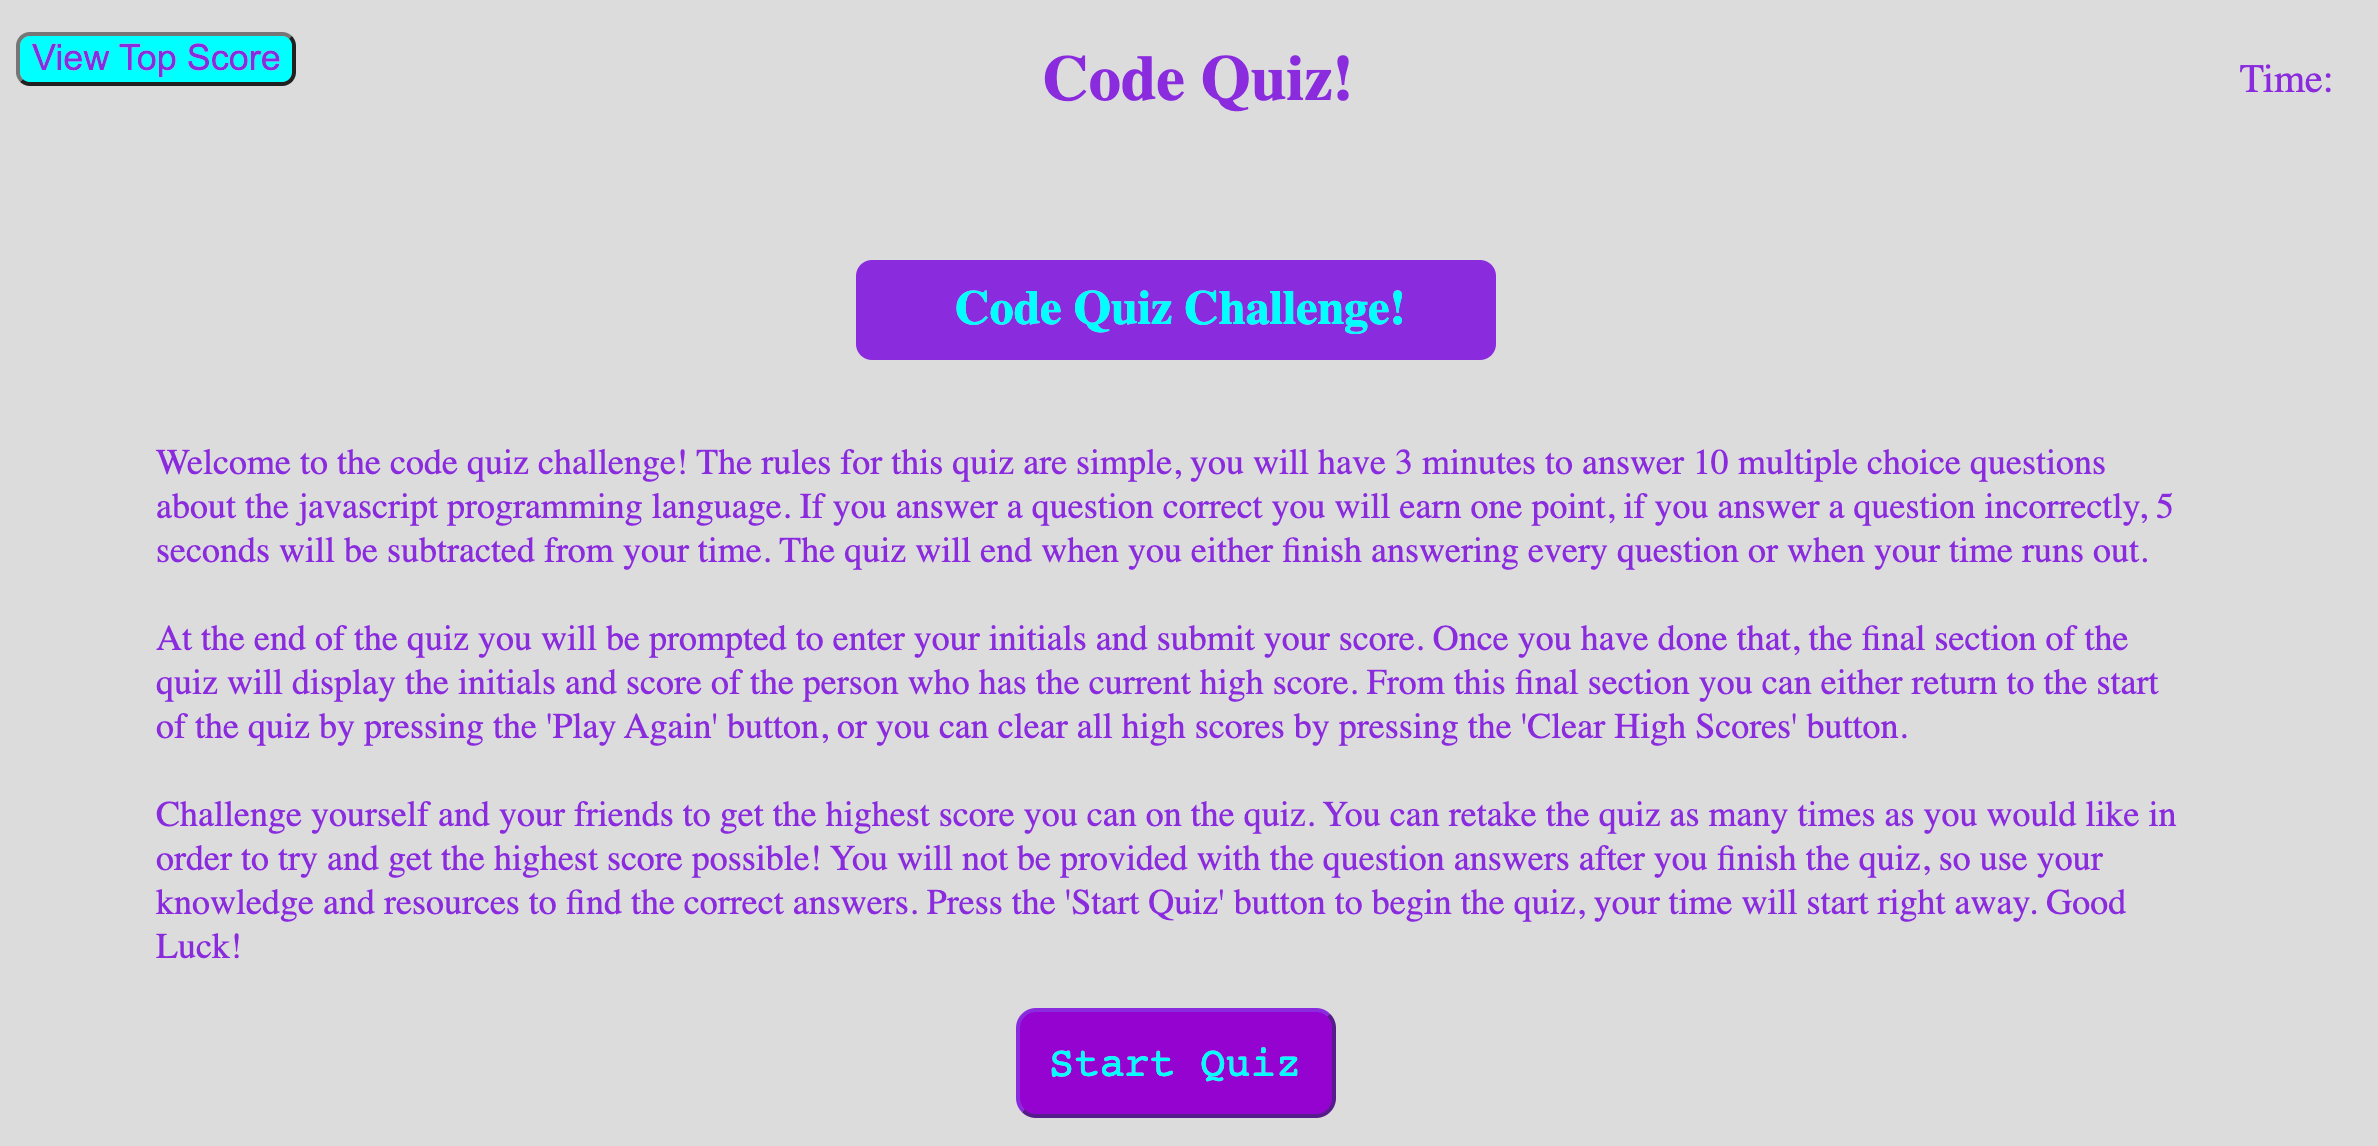 View Top Score
Code Quiz!
Time:
Code Quiz Challenge!
Welcome to the code quiz challenge! The rules for this quiz are simple, you will have 3 minutes to answer 10 multiple choice questions
about the javascript programming language. If you answer a question correct you will earn one point, if you answer a question incorrectly, 5
seconds will be subtracted from your time. The quiz will end when you either finish answering every question or when your time runs out.
At the end of the quiz you will be prompted to enter your initials and submit your score. Once you have done that, the final section of the
quiz will display the initials and score of the person who has the current high score. From this final section you can either return to the start
of the quiz by pressing the 'Play Again' button, or you can clear all high scores by pressing the 'Clear High Scores' button.
Challenge yourself and your friends to get the highest score you can on the quiz. You can retake the quiz as many times as you would like in
order to try and get the highest score possible! You will not be provided with the question answers after you finish the quiz, so use your
knowledge and resources to find the correct answers. Press the 'Start Quiz' button to begin the quiz, your time will start right away. Good
Luck!
Start Quiz